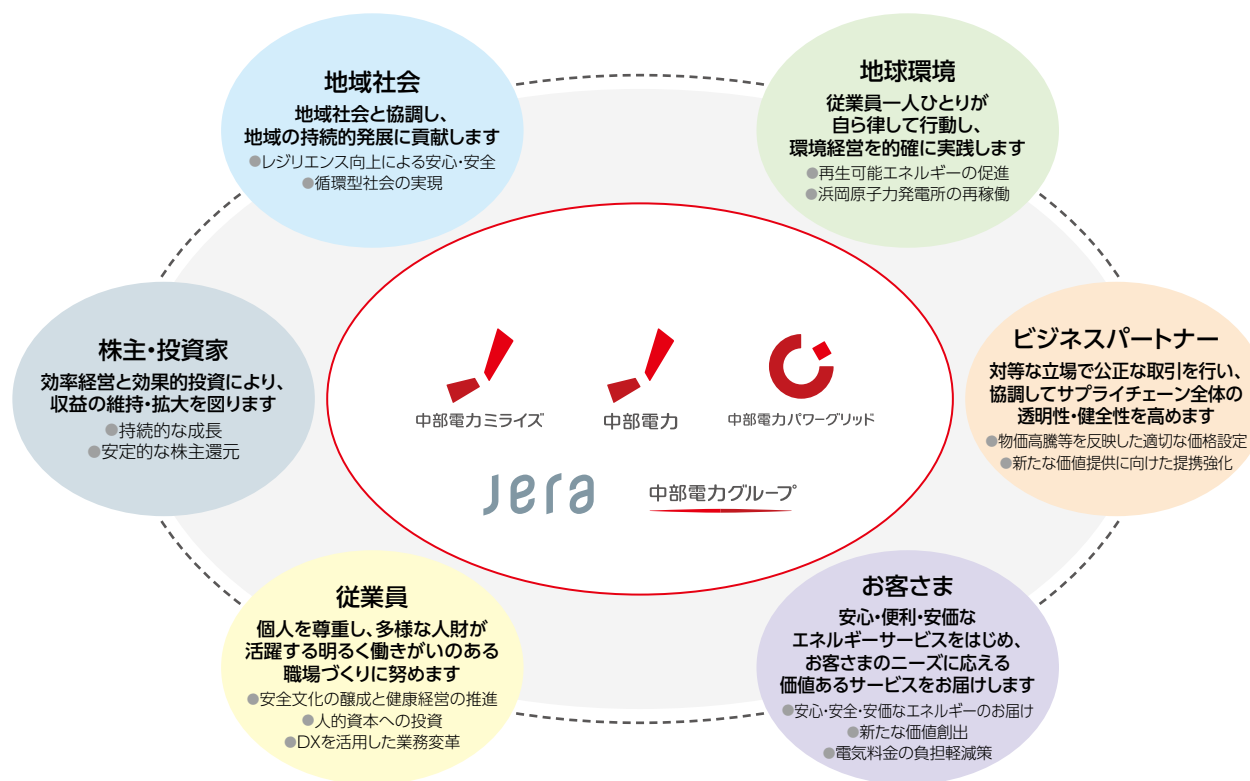 地域社会
地域社会と協調し、
地域の持続的発展に貢献します
●レジリエンス向上による安心・安全
●循環型社会の実現
地球環境
従業員一人ひとりが
自ら律して行動し、
環境経営を的確に実践します
●再生可能エネルギーの促進
●浜岡原子力発電所の再稼働
株主・投資家
効率経営と効果的投資により、
収益の維持・拡大を図ります
●持続的な成長
●安定的な株主還元
中部電力ミライズ
中部電力
中部電力パワーグリッド
Jera
中部電力グループ
ビジネスパートナー
対等な立場で公正な取引を行い、
協調してサプライチェーン全体の
透明性・健全性を高めます
●物価高騰等を反映した適切な価格設定
●新たな価値提供に向けた提携強化
従業員
個人を尊重し、多様な人財が
活躍する明るく働きがいのある
職場づくりに努めます
●安全文化の醸成と健康経営の推進
●人的資本への投資
●DXを活用した業務変革
お客さま
安心・便利・安価な
エネルギーサービスをはじめ、
お客さまのニーズに応える
価値あるサービスをお届けします
●安心・安全・安価なエネルギーのお届け
●新たな価値創出
●電気料金の負担軽減策